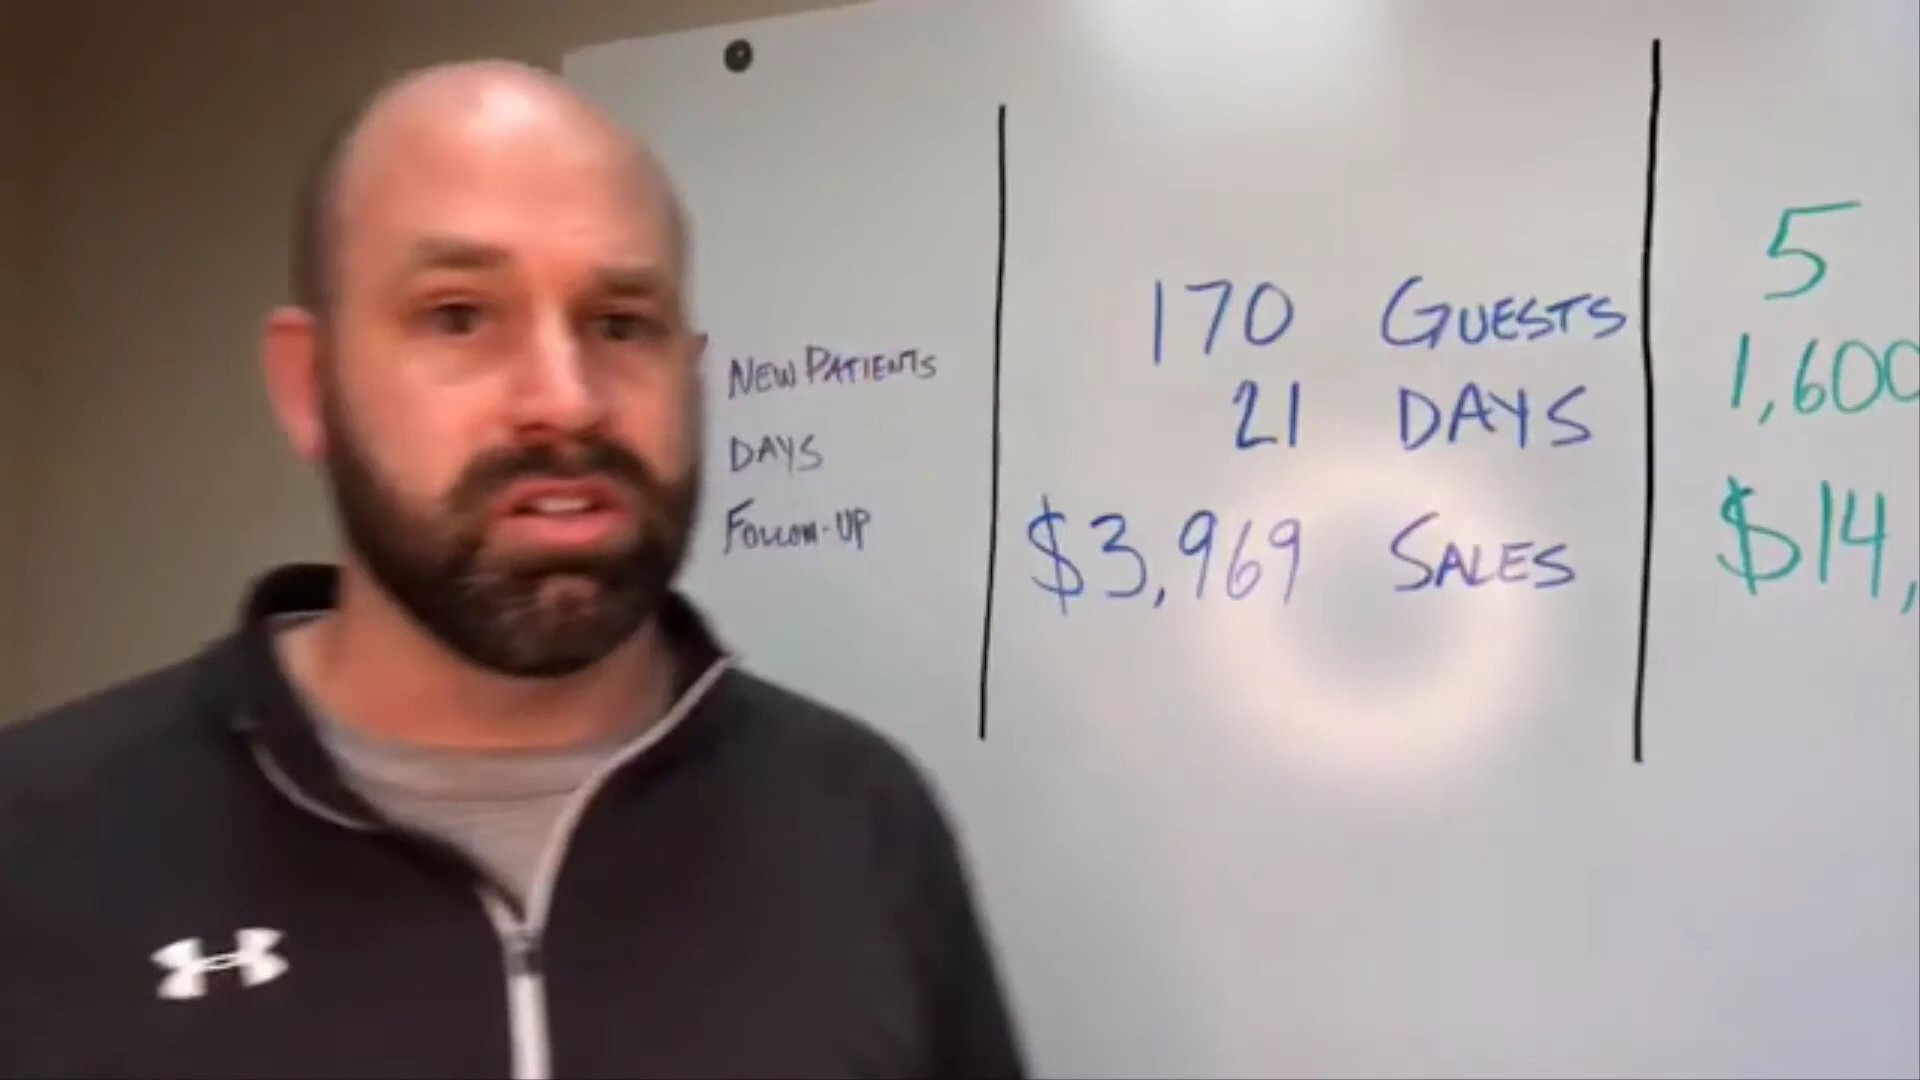 NEW PATIENTS
DAYS
FOLLOW-UP
170 GUESTS
21 DAYS
$3,969 SALES
5
1,600
$14,